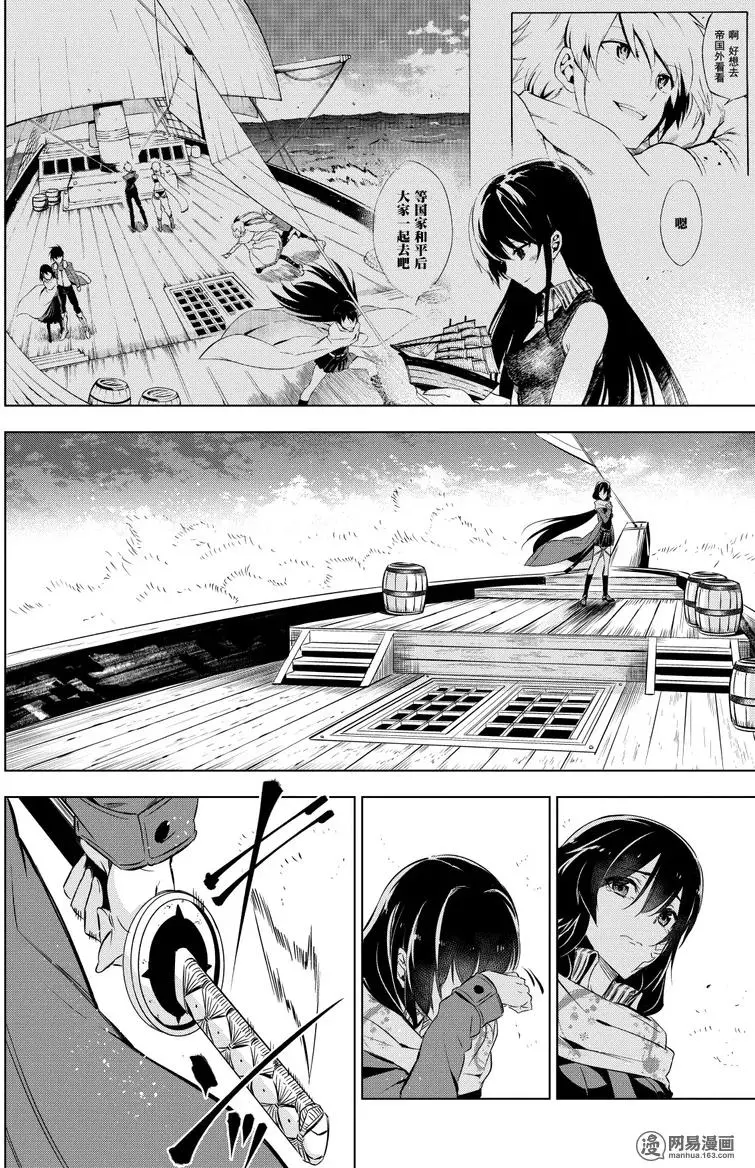 啊 好想去
帝国外看看
嗯
等国家和平后
大家一起去吧
漫 网易漫画
manhua.163.com